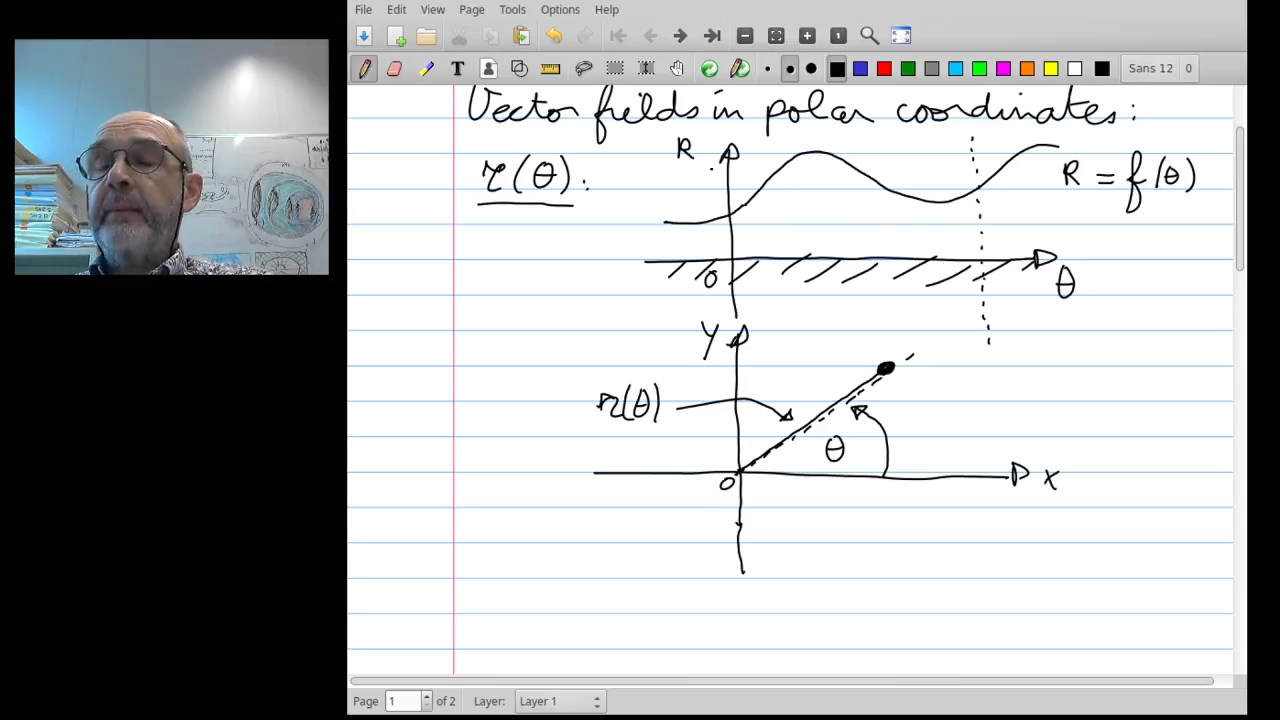 File Edit View Page Tools Options Help
Sans 12 0
Vector fields in polar coordinates:
r(θ):
R
R = f(θ)
0
θ
y
r(θ)
θ
0
x
Page 1 of 2 Layer: Layer 1